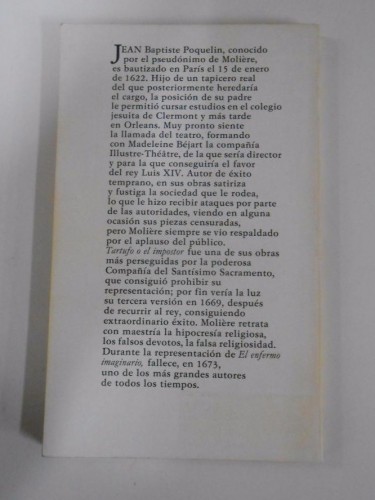 JEAN Baptiste Poquelin, conocido
por el pseudónimo de Molière,
es bautizado en París el 15 de enero
de 1622. Hijo de un tapicero real
del que posteriormente heredaría
el cargo, la posición de su padre
le permitió cursar estudios en el colegio
jesuita de Clermont y más tarde
en Orleans. Muy pronto siente
la llamada del teatro, formando
con Madeleine Béjart la compañía
Illustre-Théâtre, de la que sería director
y para la que conseguiría el favor
del rey Luis XIV. Autor de éxito
temprano, en sus obras satiriza
y fustiga la sociedad que le rodea,
lo que le hizo recibir ataques por parte
de las autoridades, viendo en alguna
ocasión sus piezas censuradas,
pero Molière siempre se vio respaldado
por el aplauso del público.
Tartufo o el impostor fue una de sus obras
más perseguidas por la poderosa
Compañía del Santísimo Sacramento,
que consiguió prohibir su
representación; por fin vería la luz
su tercera versión en 1669, después
de recurrir al rey, consiguiendo
extraordinario éxito. Molière retrata
con maestría la hipocresía religiosa,
los falsos devotos, la falsa religiosidad.
Durante la representación de El enfermo
imaginario, fallece, en 1673,
uno de los más grandes autores
de todos los tiempos.